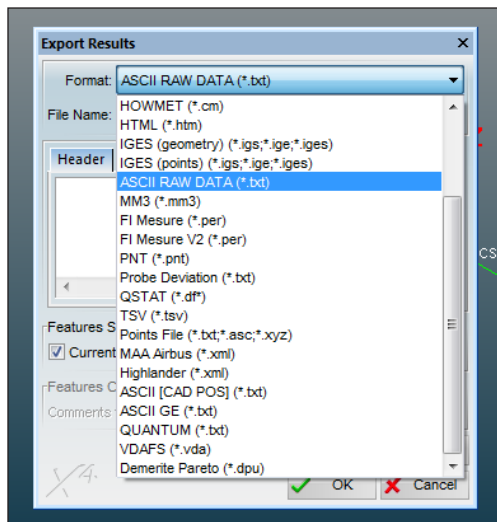 Export Results
Format: ASCII RAW DATA (*.txt)
File Name:
HOWMET (*.cm)
HTML (*.htm)
IGES (geometry) (*.igs;*.ige;*.iges)
Header
IGES (points) (*.igs;*.ige;*.iges)
ASCII RAW DATA (*.txt)
MM3 (*.mm3)
FI Mesure (*.per)
FI Mesure V2 (*.per)
CS
PNT (*.pnt)
Probe Deviation (*.txt)
QSTAT (*.df*)
TSV (*.tsv)
Features S
Points File (*.txt;*.asc;*.xyz)
Current
MAA Airbus (*.xml)
Highlander (*.xml)
Features C
ASCII [CAD POS] (*.txt)
Comments
ASCII GE (*.txt)
QUANTUM (*.txt)
VDAFS (*.vda)
Demerite Pareto (*.dpu)
OK Cancel